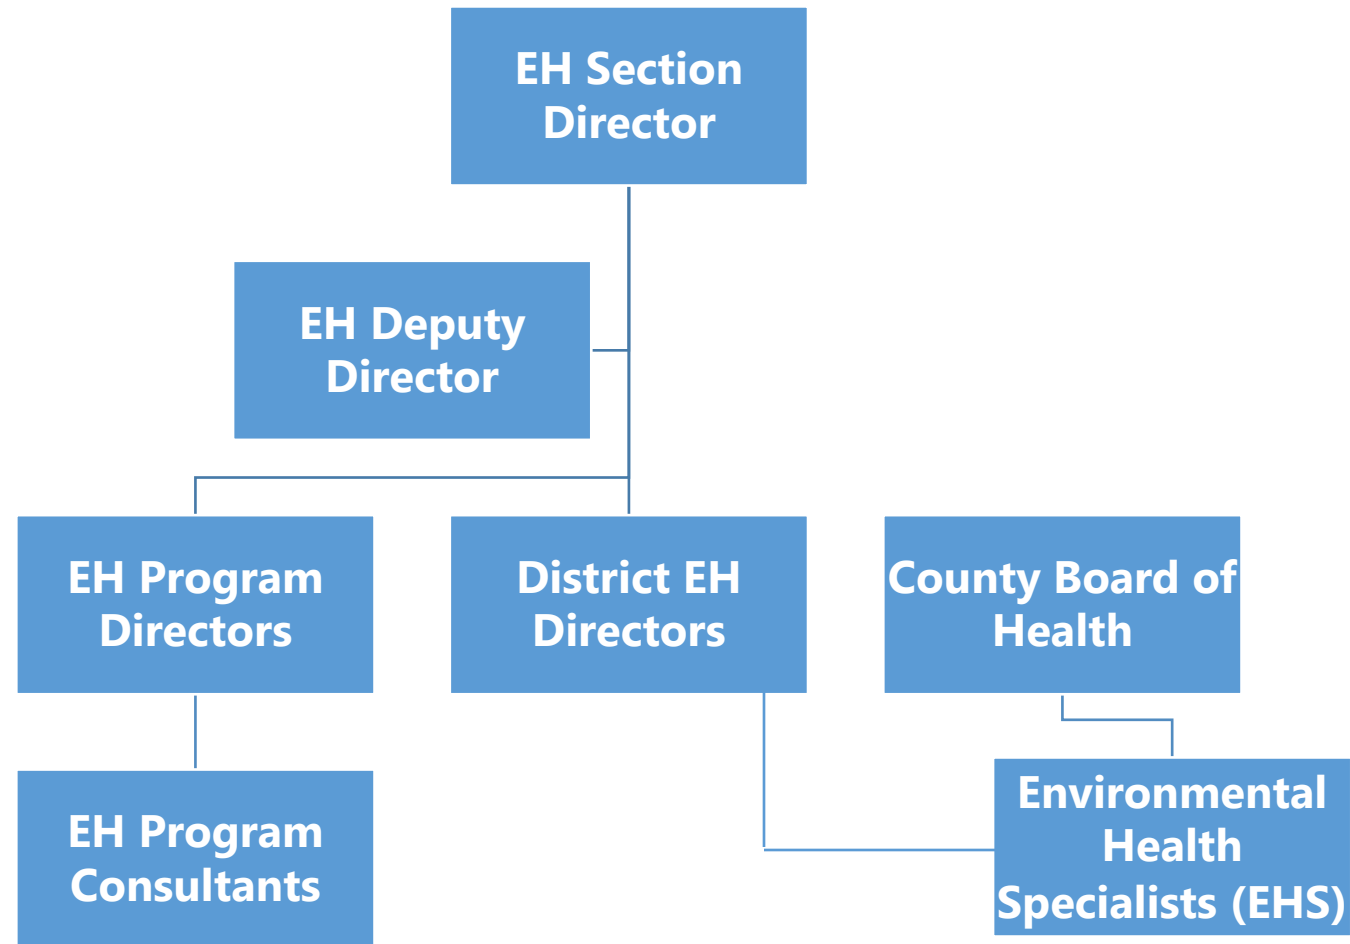 EH Section
Director
EH Deputy
Director
EH Program
Directors
District EH
Directors
County Board of
Health
EH Program
Consultants
Environmental
Health
Specialists (EHS)